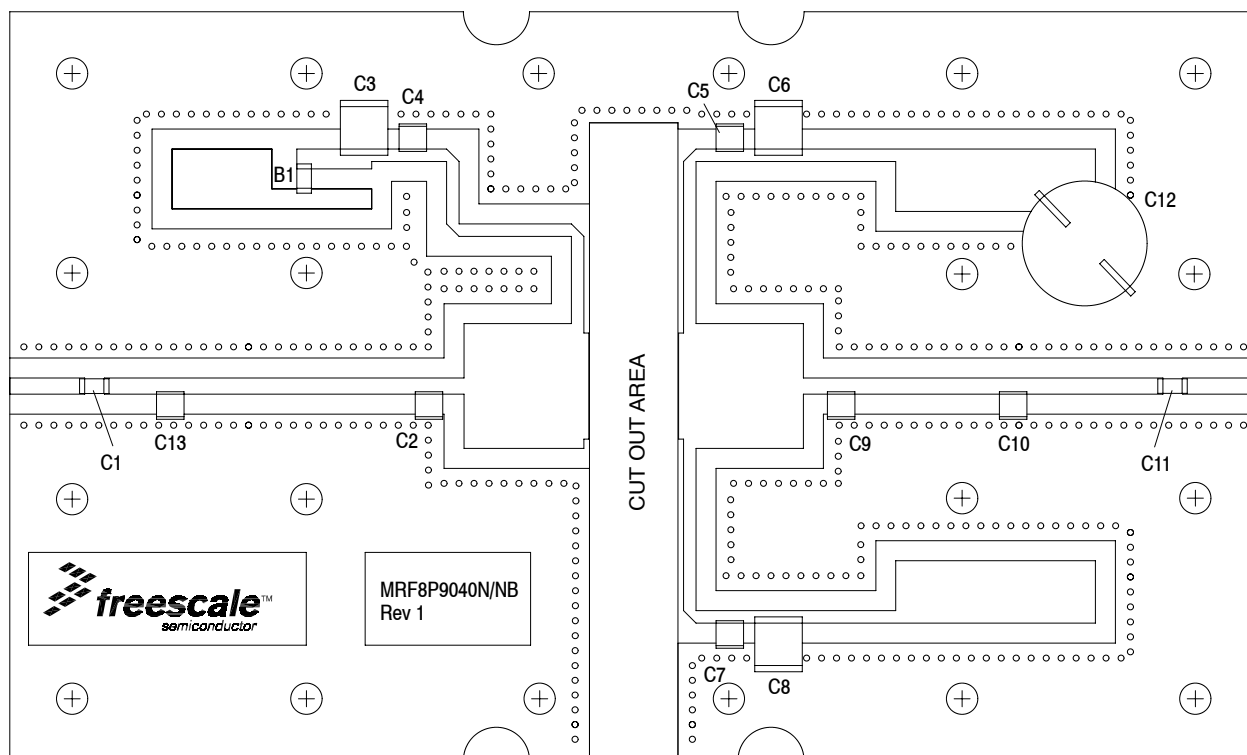 C3
C4
C5
C6
B1
C12
CUT OUT AREA
C1
C13
C2
C9
C10
C11
freescale™
semiconductor
MRF8P9040N/NB
Rev 1
C7
C8